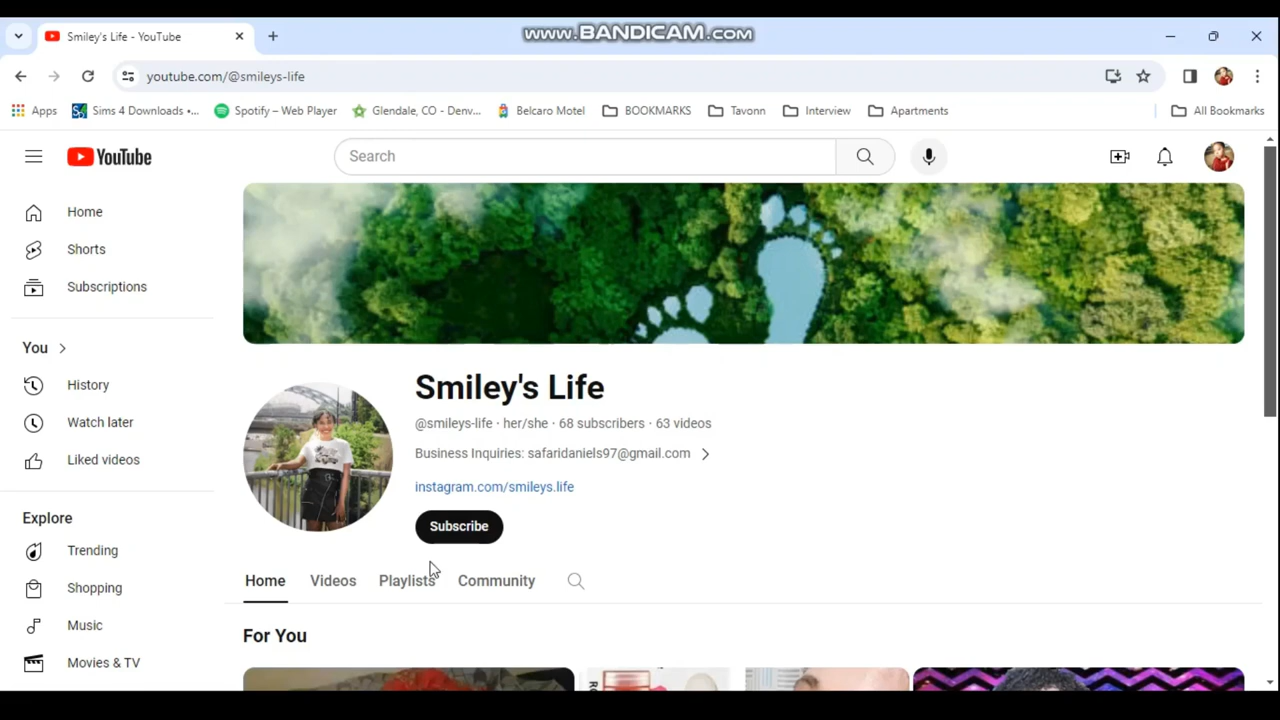 www.BANDICAM.com
Smiley's Life - YouTube
youtube.com/@smileys-life
Apps Sims 4 Downloads •... Spotify – Web Player Glendale, CO - Denv... Belcaro Motel BOOKMARKS Tavonn Interview Apartments All Bookmarks
YouTube
Search
Home
Shorts
Subscriptions
You
History
Watch later
Liked videos
Explore
Trending
Shopping
Music
Movies & TV
Smiley's Life
@smileys-life · her/she · 68 subscribers · 63 videos
Business Inquiries: safaridaniels97@gmail.com
instagram.com/smileys.life
Subscribe
Home Videos Playlists Community
For You